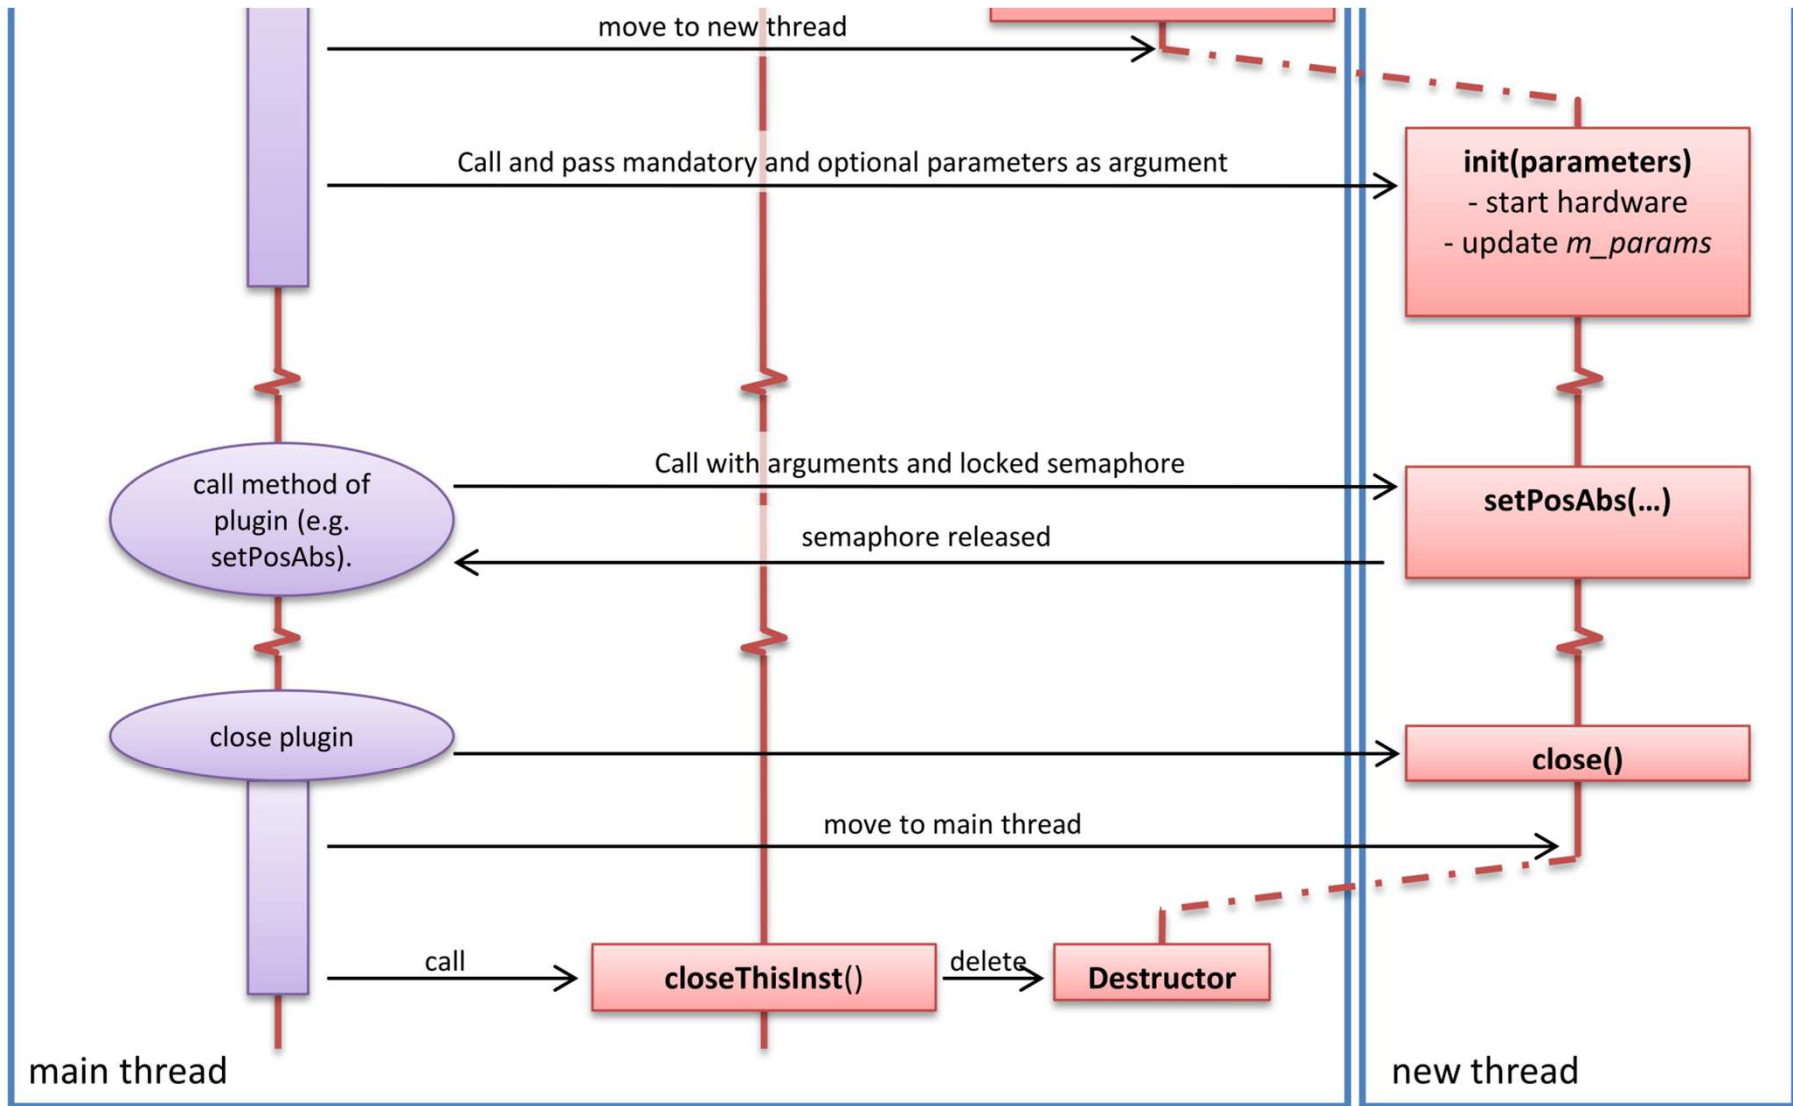 move to new thread
Call and pass mandatory and optional parameters as argument
init(parameters)
- start hardware
- update m_params
call method of
plugin (e.g.
setPosAbs).
Call with arguments and locked semaphore
setPosAbs(...)
semaphore released
close plugin
close()
move to main thread
call
closeThisInst()
delete
Destructor
main thread
new thread